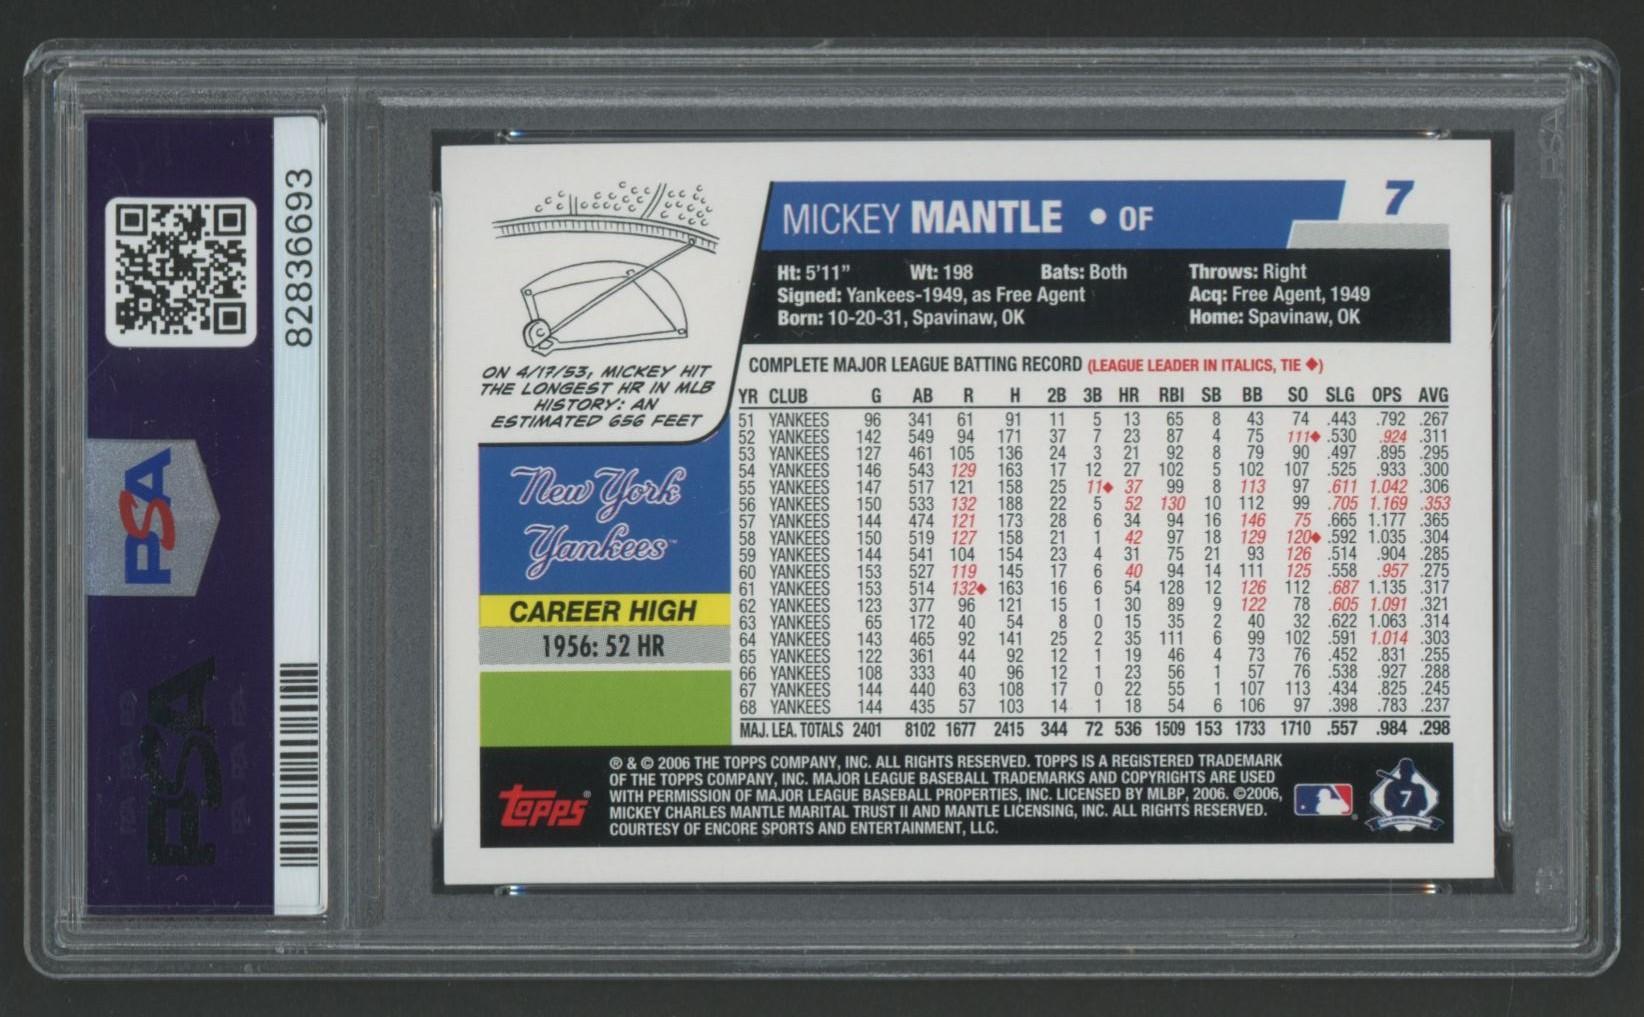 82836693
PSA
PSA
PSA
7
MICKEY MANTLE • OF
Ht: 5'11" Wt: 198 Bats: Both Throws: Right
Signed: Yankees-1949, as Free Agent Acq: Free Agent, 1949
Born: 10-20-31, Spavinaw, OK Home: Spavinaw, OK
ON 4/17/53, MICKEY HIT
THE LONGEST HR IN MLB
HISTORY: AN
ESTIMATED 656 FEET
New York
Yankees™
CAREER HIGH
1956: 52 HR
COMPLETE MAJOR LEAGUE BATTING RECORD (LEAGUE LEADER IN ITALICS, TIE ♦)
YR CLUB G AB R H 2B 3B HR RBI SB BB SO SLG OPS AVG
51 YANKEES 96 341 61 91 11 5 13 65 8 43 74 .443 .792 .267
52 YANKEES 142 549 94 171 37 7 23 87 4 75 111♦ .530 .924 .311
53 YANKEES 127 461 105 136 24 3 21 92 8 79 90 .497 .895 .295
54 YANKEES 146 543 129 163 17 12 27 102 5 102 107 .525 .933 .300
55 YANKEES 147 517 121 158 25 11♦ 37 99 8 113 97 .611 1.042 .306
56 YANKEES 150 533 132 188 22 5 52 130 10 112 99 .705 1.169 .353
57 YANKEES 144 474 121 173 28 6 34 94 16 146 75 .665 1.177 .365
58 YANKEES 150 519 127 158 21 1 42 97 18 129 120♦ .592 1.035 .304
59 YANKEES 144 541 104 154 23 4 31 75 21 93 126 .514 .904 .285
60 YANKEES 153 527 119 145 17 6 40 94 14 111 125 .558 .957 .275
61 YANKEES 153 514 132♦ 163 16 6 54 128 12 126 112 .687 1.135 .317
62 YANKEES 123 377 96 121 15 1 30 89 9 122 78 .605 1.091 .321
63 YANKEES 65 172 40 54 8 0 15 35 2 40 32 .622 1.063 .314
64 YANKEES 143 465 92 141 25 2 35 111 6 99 102 .591 1.014 .303
65 YANKEES 122 361 44 92 12 1 19 46 4 73 76 .452 .831 .255
66 YANKEES 108 333 40 96 12 1 23 56 1 57 76 .538 .927 .288
67 YANKEES 144 440 63 108 17 0 22 55 1 107 113 .434 .825 .245
68 YANKEES 144 435 57 103 14 1 18 54 6 106 97 .398 .783 .237
MAJ. LEA. TOTALS 2401 8102 1677 2415 344 72 536 1509 153 1733 1710 .557 .984 .298
® & © 2006 THE TOPPS COMPANY, INC. ALL RIGHTS RESERVED. TOPPS IS A REGISTERED TRADEMARK
OF THE TOPPS COMPANY, INC. MAJOR LEAGUE BASEBALL TRADEMARKS AND COPYRIGHTS ARE USED
WITH PERMISSION OF MAJOR LEAGUE BASEBALL PROPERTIES, INC. LICENSED BY MLBP, 2006. ©2006,
MICKEY CHARLES MANTLE MARITAL TRUST II AND MANTLE LICENSING, INC. ALL RIGHTS RESERVED.
COURTESY OF ENCORE SPORTS AND ENTERTAINMENT, LLC.
Topps®
7